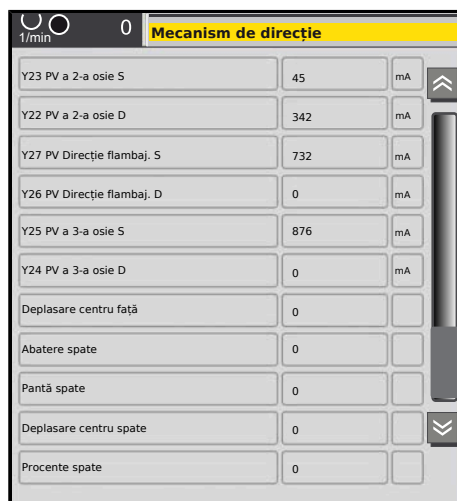 1/min 0 Mecanism de direcție
Y23 PV a 2-a osie S 45 mA
Y22 PV a 2-a osie D 342 mA
Y27 PV Direcție flambaj. S 732 mA
Y26 PV Direcție flambaj. D 0 mA
Y25 PV a 3-a osie S 876 mA
Y24 PV a 3-a osie D 0 mA
Deplasare centru față 0
Abatere spate 0
Pantă spate 0
Deplasare centru spate 0
Procente spate 0